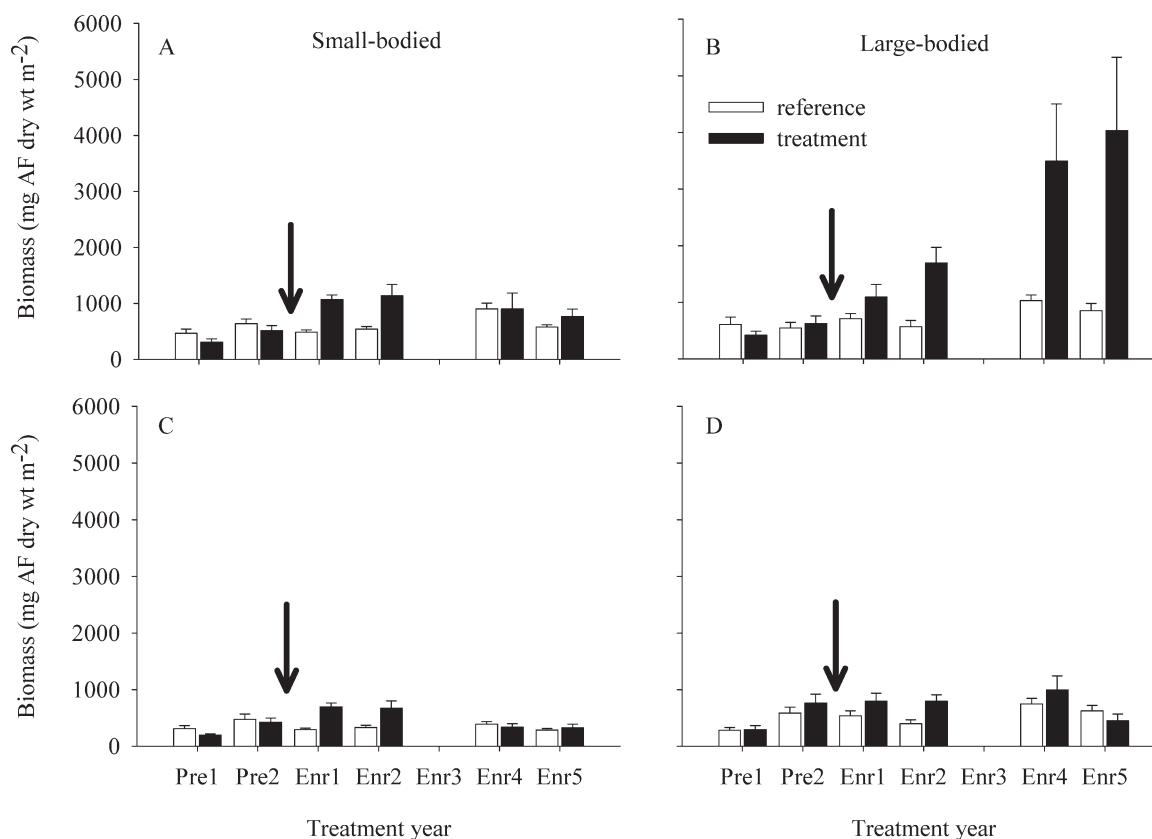 A
Small-bodied
6000
5000
4000
3000
2000
1000
0
Biomass (mg AF dry wt m-2)
B
Large-bodied
reference
treatment
C
6000
5000
4000
3000
2000
1000
0
Biomass (mg AF dry wt m-2)
Pre1 Pre2 Enr1 Enr2 Enr3 Enr4 Enr5
Treatment year
D
Pre1 Pre2 Enr1 Enr2 Enr3 Enr4 Enr5
Treatment year